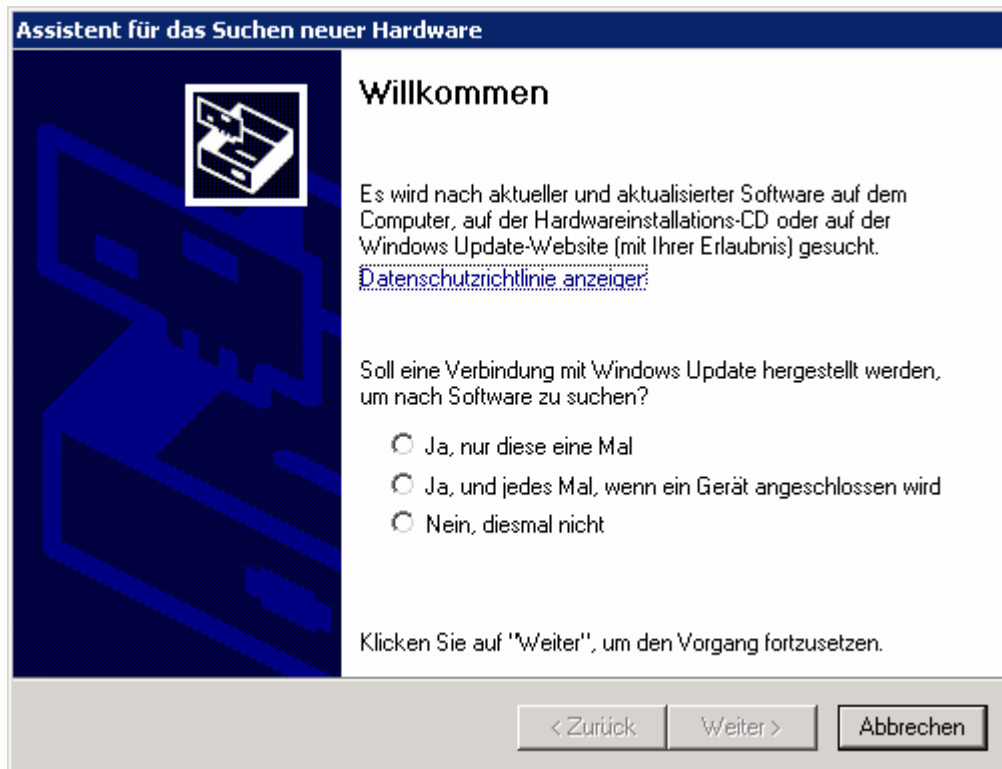 Assistent für das Suchen neuer Hardware
Willkommen
Es wird nach aktueller und aktualisierter Software auf dem
Computer, auf der Hardwareinstallations-CD oder auf der
Windows Update-Website (mit Ihrer Erlaubnis) gesucht.
Datenschutzrichtlinie anzeigen
Soll eine Verbindung mit Windows Update hergestellt werden,
um nach Software zu suchen?
Ja, nur diese eine Mal
Ja, und jedes Mal, wenn ein Gerät angeschlossen wird
Nein, diesmal nicht
Klicken Sie auf "Weiter", um den Vorgang fortzusetzen.
< Zurück
Weiter >
Abbrechen